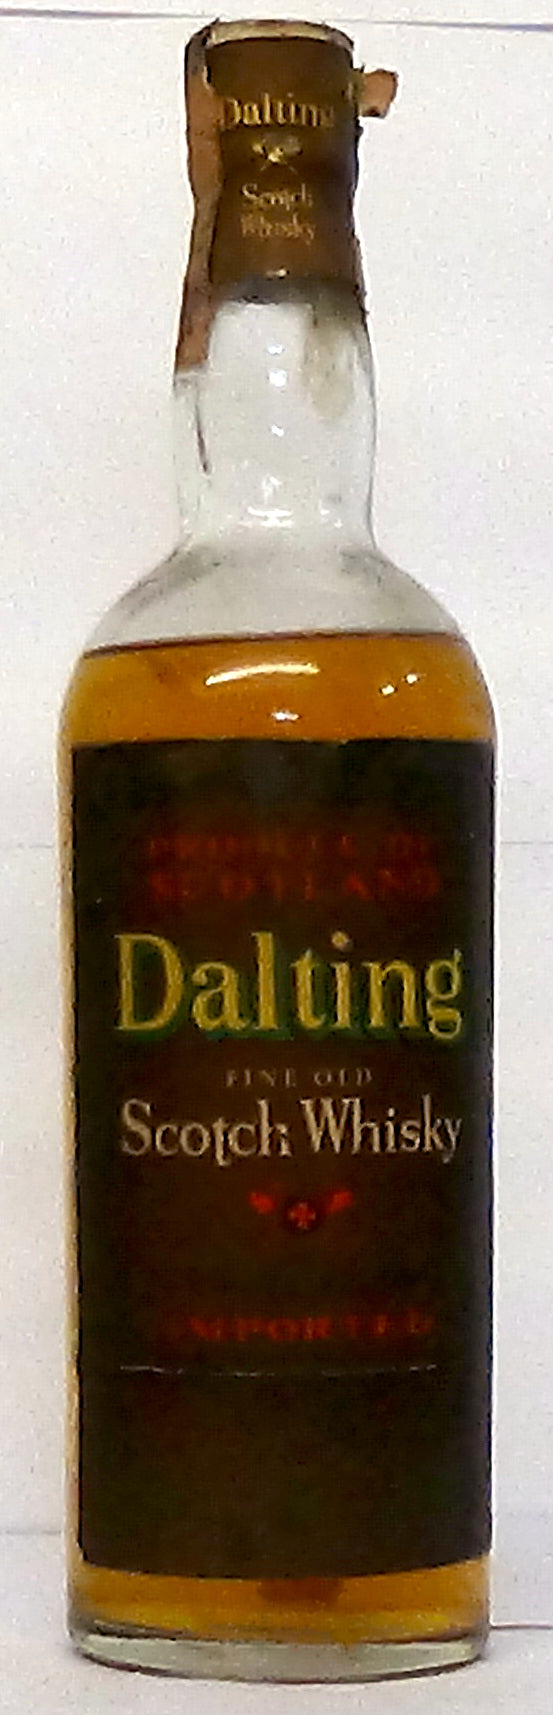 Dalting
Scotch
Whisky
PRODUCE OF
SCOTLAND
Dalting
FINE OLD
Scotch Whisky
IMPORTED